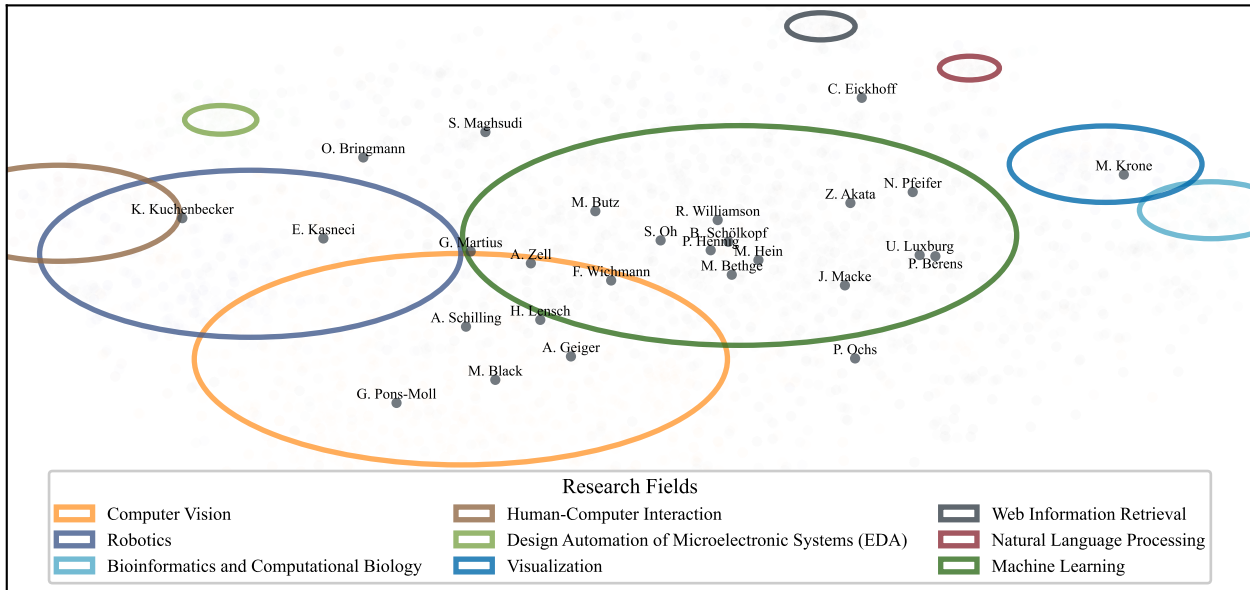 C. Eickhoff
S. Maghsudi
O. Bringmann
M. Krone
N. Pfeifer
Z. Akata
M. Butz
K. Kuchenbecker
R. Williamson
E. Kasneci
S. Oh
B. Schölkopf
P. Hennig
G. Martius
A. Zell
M. Hein
U. Luxburg
P. Berens
F. Wichmann
M. Bethge
J. Macke
A. Schilling
H. Lensch
A. Geiger
P. Ochs
M. Black
G. Pons-Moll
Research Fields
Computer Vision
Robotics
Bioinformatics and Computational Biology
Human-Computer Interaction
Design Automation of Microelectronic Systems (EDA)
Visualization
Web Information Retrieval
Natural Language Processing
Machine Learning